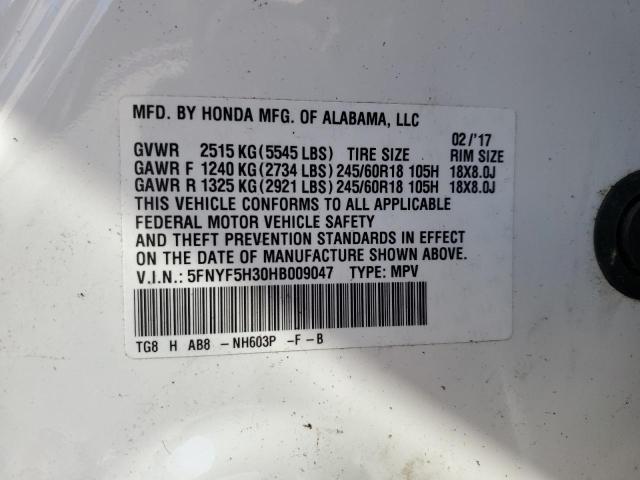 MFD. BY HONDA MFG. OF ALABAMA, LLC
02/'17
GVWR 2515 KG (5545 LBS) TIRE SIZE RIM SIZE
GAWR F 1240 KG (2734 LBS) 245/60R18 105H 18X8.0J
GAWR R 1325 KG (2921 LBS) 245/60R18 105H 18X8.0J
THIS VEHICLE CONFORMS TO ALL APPLICABLE
FEDERAL MOTOR VEHICLE SAFETY
AND THEFT PREVENTION STANDARDS IN EFFECT
ON THE DATE OF MANUFACTURE SHOWN ABOVE.
V.I.N.: 5FNYF5H30HB009047 TYPE: MPV
TG8 H AB8 -NH603P -F -B